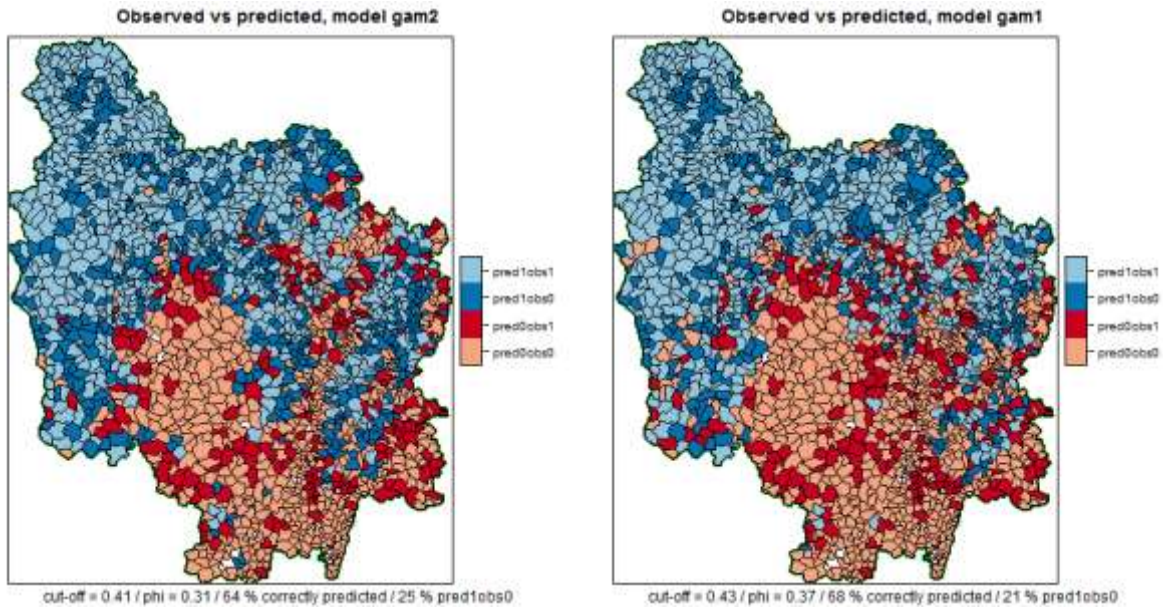 Observed vs predicted, model gam2
pred1obs1
pred1obs0
pred0obs1
pred0obs0
cut-off = 0.41 / phi = 0.31 / 64 % correctly predicted / 25 % pred1obs0
Observed vs predicted, model gam1
pred1obs1
pred1obs0
pred0obs1
pred0obs0
cut-off = 0.43 / phi = 0.37 / 68 % correctly predicted / 21 % pred1obs0